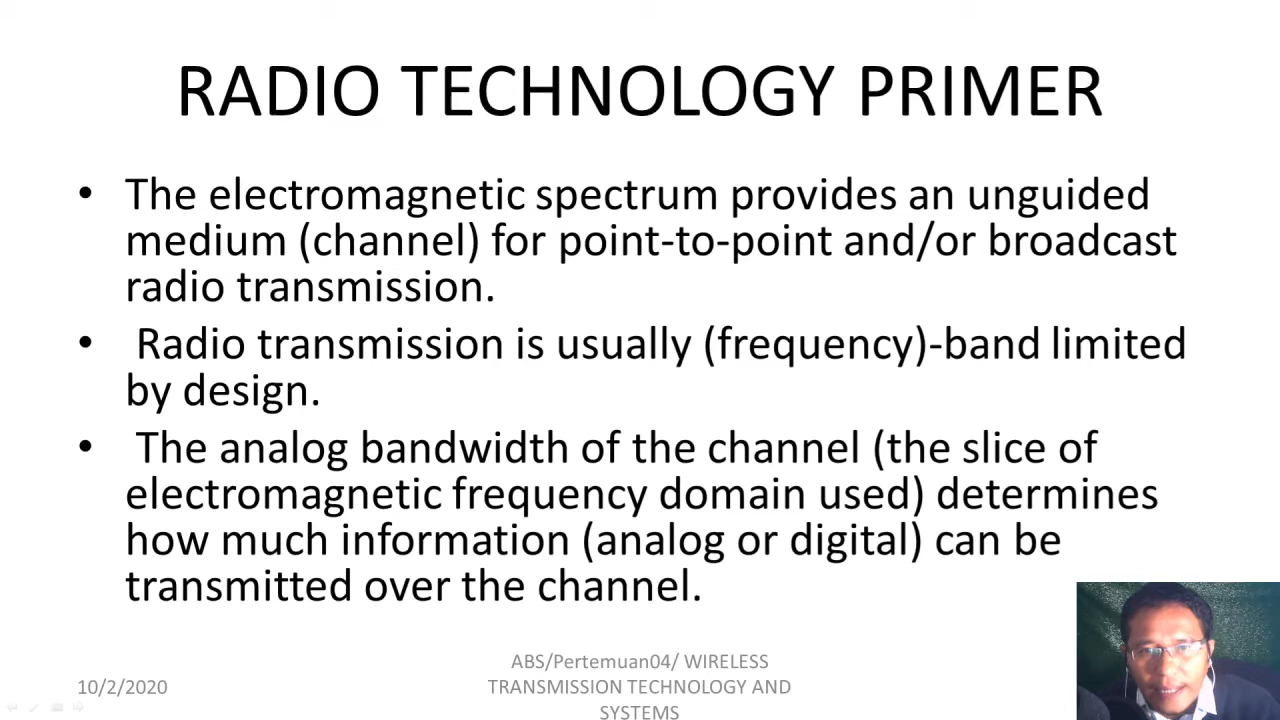 RADIO TECHNOLOGY PRIMER
• The electromagnetic spectrum provides an unguided
medium (channel) for point-to-point and/or broadcast
radio transmission.
• Radio transmission is usually (frequency)-band limited
by design.
• The analog bandwidth of the channel (the slice of
electromagnetic frequency domain used) determines
how much information (analog or digital) can be
transmitted over the channel.
10/2/2020
ABS/Pertemuan04/ WIRELESS
TRANSMISSION TECHNOLOGY AND
SYSTEMS